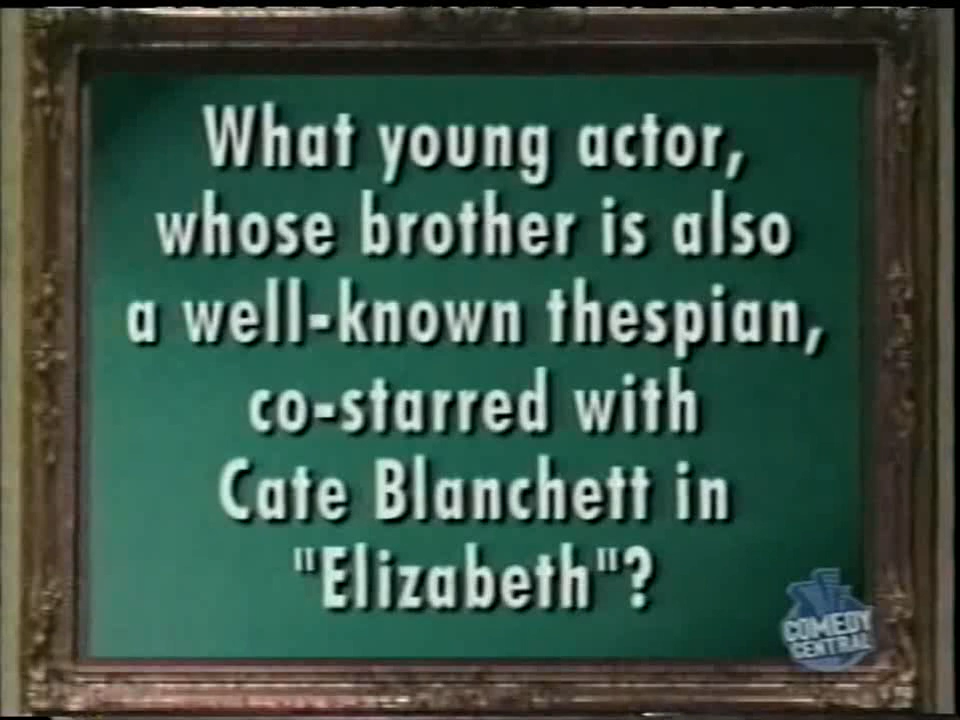 What young actor,
whose brother is also
a well-known thespian,
co-starred with
Cate Blanchett in
"Elizabeth"?
COMEDY
CENTRAL